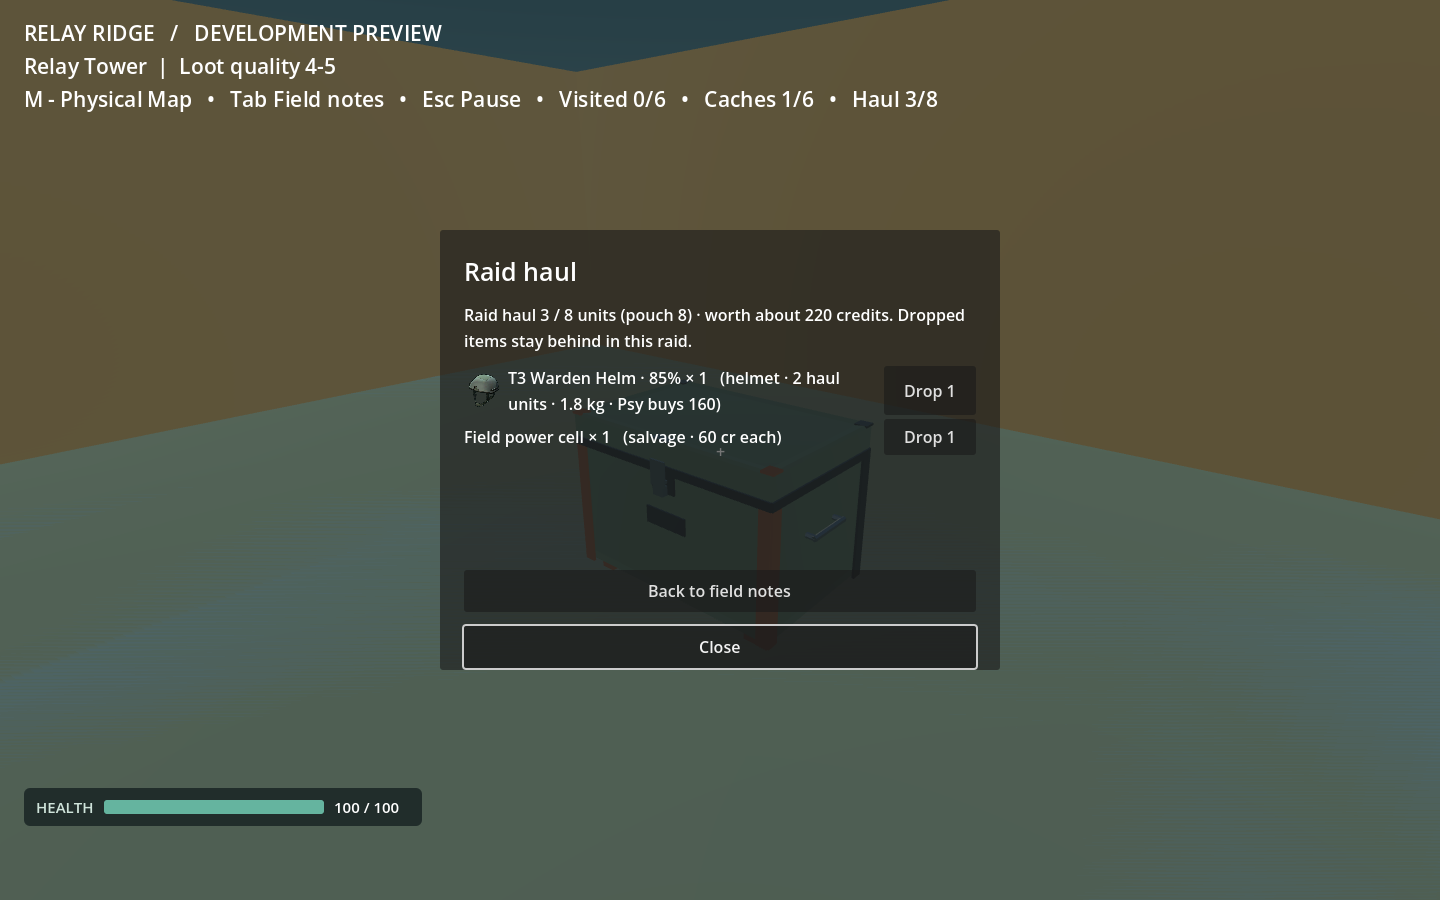 RELAY RIDGE / DEVELOPMENT PREVIEW
Relay Tower | Loot quality 4-5
M - Physical Map • Tab Field notes • Esc Pause • Visited 0/6 • Caches 1/6 • Haul 3/8
Raid haul
Raid haul 3 / 8 units (pouch 8) · worth about 220 credits. Dropped
items stay behind in this raid.
T3 Warden Helm · 85% × 1 (helmet · 2 haul
units · 1.8 kg · Psy buys 160)
Drop 1
Field power cell × 1 (salvage · 60 cr each)
Drop 1
Back to field notes
Close
HEALTH 100 / 100